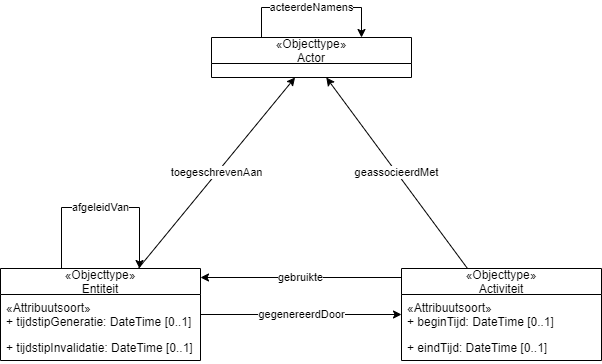 acteerdeNamens
«Objecttype»
Actor
toegeschrevenAan
geassocieerdMet
afgeleidVan
«Objecttype»
Entiteit
«Attribuutsoort»
+ tijdstipGeneratie: DateTime [0..1]
+ tijdstipInvalidatie: DateTime [0..1]
gebruikte
gegenereerdDoor
«Objecttype»
Activiteit
«Attribuutsoort»
+ beginTijd: DateTime [0..1]
+ eindTijd: DateTime [0..1]